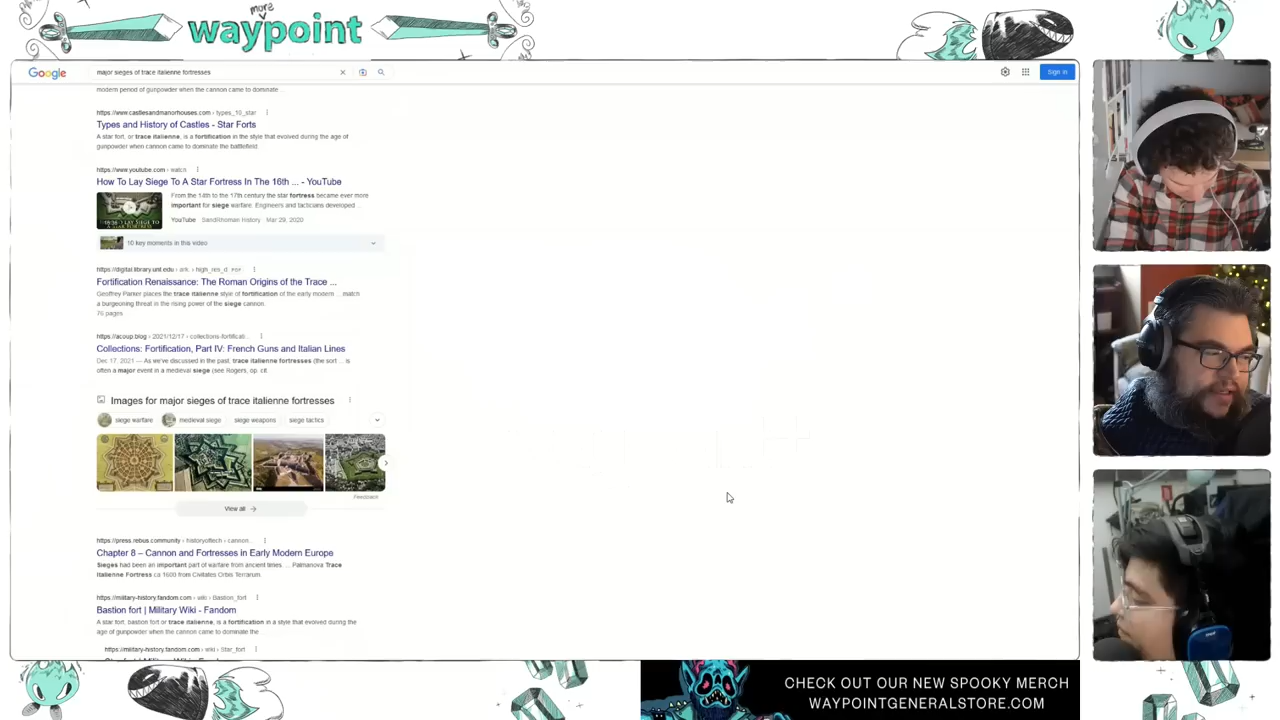 more
waypoint
Google
major sieges of trace italienne fortresses
Sign in
modern period of gunpowder when the cannon came to dominate ...
https://www.castlesandmanorhouses.com › types_10_star
Types and History of Castles - Star Forts
A star fort, or trace italienne, is a fortification in the style that evolved during the age of
gunpowder when cannon came to dominate the battlefield.
https://www.youtube.com › watch
How To Lay Siege To A Star Fortress In The 16th ... - YouTube
From the 14th to the 17th century the star fortress became ever more
important for siege warfare. Engineers and tacticians developed ...
YouTube · SandRhoman History · Mar 29, 2020
10 key moments in this video
https://digital.library.unt.edu › ark. › high_res_d PDF
Fortification Renaissance: The Roman Origins of the Trace ...
Geoffrey Parker places the trace italienne style of fortification of the early modern ... match
a burgeoning threat in the rising power of the siege cannon.
76 pages
https://acoup.blog › 2021/12/17 › collections-fortificati...
Collections: Fortification, Part IV: French Guns and Italian Lines
Dec 17, 2021 — As we've discussed in the past, trace italienne fortresses (the sort ... is
often a major event in a medieval siege (see Rogers, op. cit.
Images for major sieges of trace italienne fortresses
siege warfare
medieval siege
siege weapons
siege tactics
Feedback
View all →
https://press.rebus.community › historyoftech › cannon...
Chapter 8 – Cannon and Fortresses in Early Modern Europe
Sieges had been an important part of warfare from ancient times. ... Palmanova Trace
Italienne Fortress ca 1600 from Civitates Orbis Terrarum.
https://military-history.fandom.com › wiki › Bastion_fort
Bastion fort | Military Wiki - Fandom
A star fort, bastion fort or trace italienne, is a fortification in a style that evolved during the
age of gunpowder when the cannon came to dominate the
https://military-history.fandom.com › wiki › Star_fort
CHECK OUT OUR NEW SPOOKY MERCH
WAYPOINTGENERALSTORE.COM